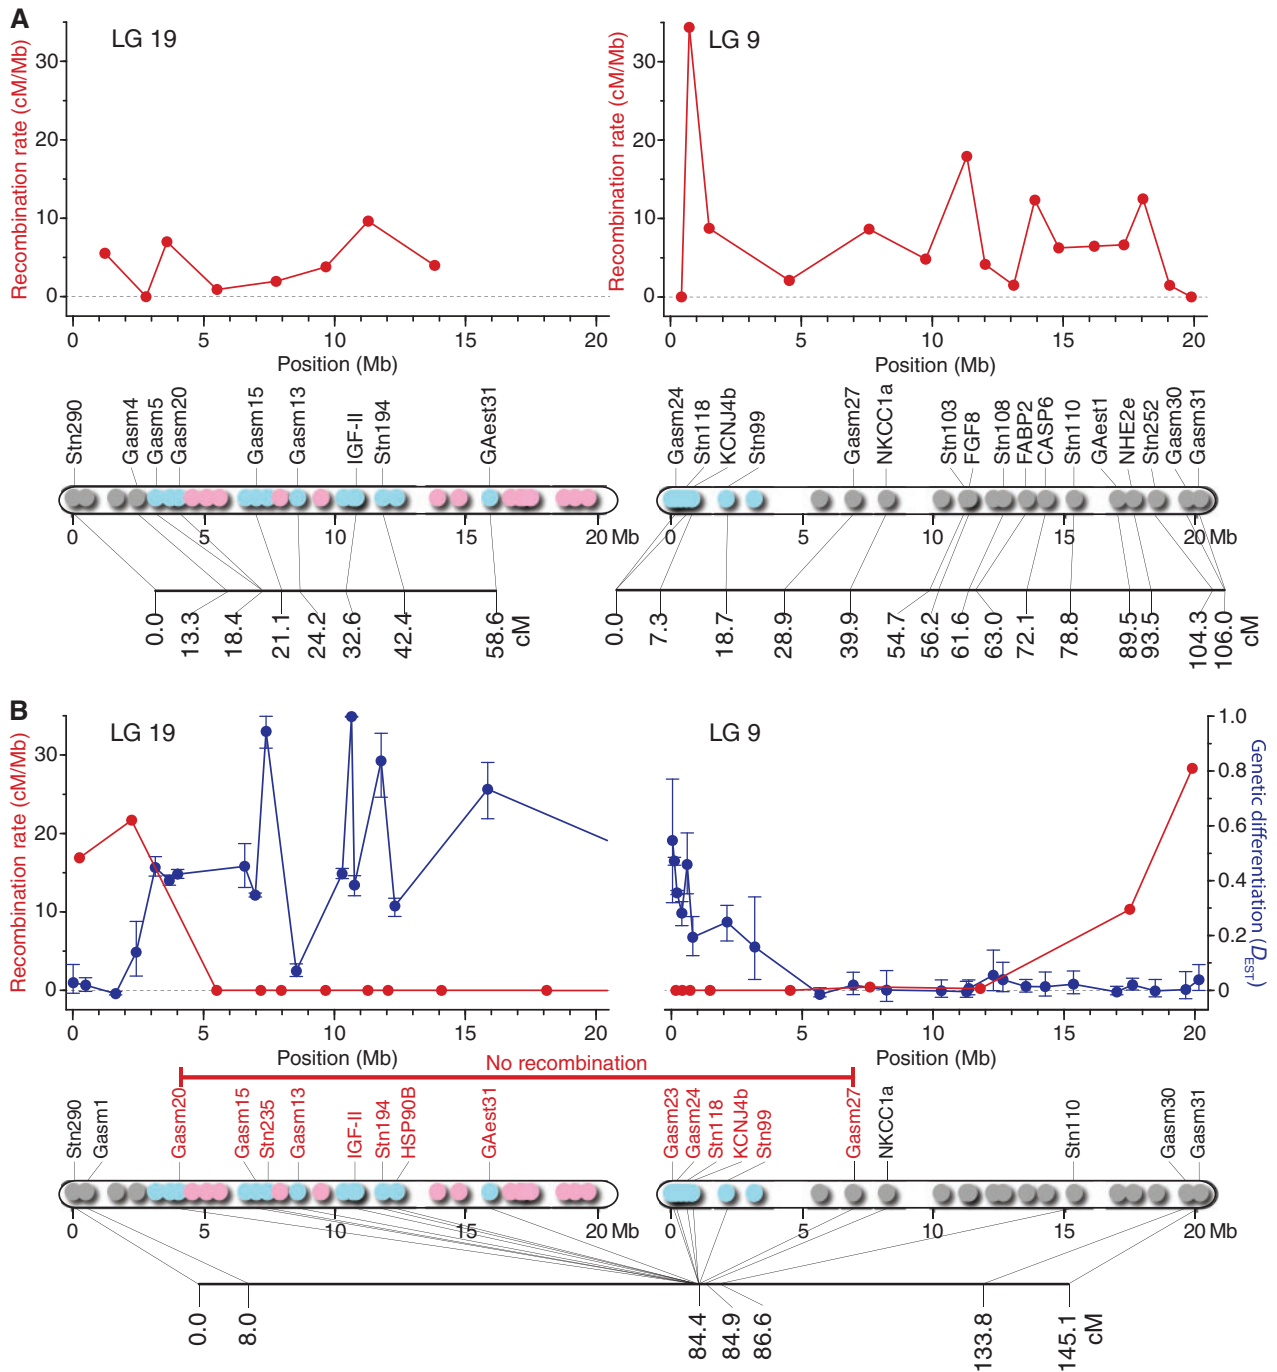 A
LG 19
LG 9
Recombination rate (cM/Mb)
30
20
10
0
0 5 10 15 20
Position (Mb)
Recombination rate (cM/Mb)
30
20
10
0
0 5 10 15 20
Position (Mb)
Stn290 Gasm4 Gasm5 Gasm20 Gasm15 Gasm13 IGF-II Stn194 GAest31
Gasm24 Stn118 KCNJ4b Stn99 Gasm27 NKCC1a Stn103 FGF8 Stn108 FABP2 CASP6 Stn110 GAest1 NHE2e Stn252 Gasm30 Gasm31
0 5 10 15 20 Mb
0 5 10 15 20 Mb
0.0 13.3 18.4 21.1 24.2 32.6 42.4 58.6 cM
0.0 7.3 18.7 28.9 39.9 54.7 56.2 61.6 63.0 72.1 78.8 89.5 93.5 104.3 106.0 cM
B
LG 19
LG 9
Recombination rate (cM/Mb)
30
20
10
0
0 5 10 15 20
Position (Mb)
1.0
0.8
0.6
0.4
0.2
0
Genetic differentiation (DEST)
0 5 10 15 20
Position (Mb)
No recombination
Stn290 Gasm1 Gasm20 Gasm15 Stn235 Gasm13 IGF-II Stn194 HSP90B GAest31
Gasm23 Gasm24 Stn118 KCNJ4b Stn99 Gasm27 NKCC1a Stn110 Gasm30 Gasm31
0 5 10 15 20 Mb
0 5 10 15 20 Mb
0.0 8.0 84.4 84.9 86.6 133.8 145.1 cM